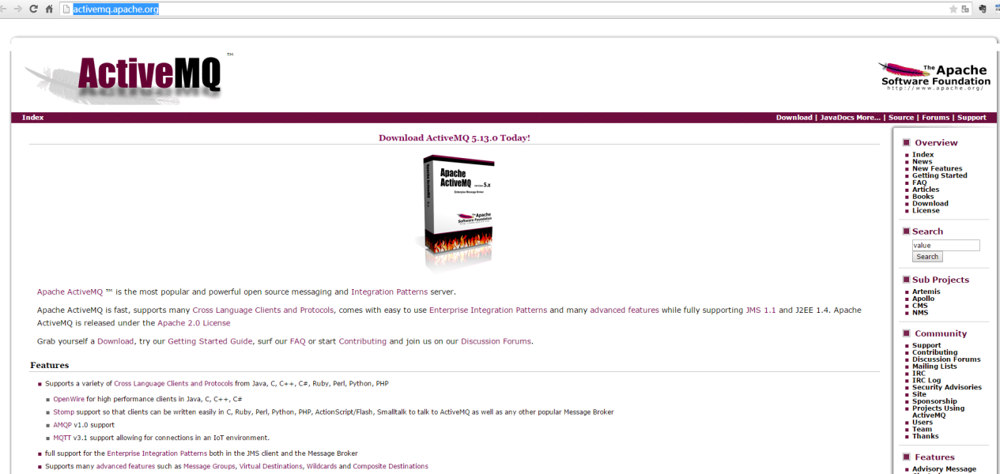 activemq.apache.org
ActiveMQ ™
The Apache
Software Foundation
http://www.apache.org/
Index
Download | JavaDocs More... | Source | Forums | Support
Download ActiveMQ 5.13.0 Today!
Apache
ActiveMQ version 5.x
Enterprise Message Broker
The Apache
Software Foundation
Apache ActiveMQ ™ is the most popular and powerful open source messaging and Integration Patterns server.
Apache ActiveMQ is fast, supports many Cross Language Clients and Protocols, comes with easy to use Enterprise Integration Patterns and many advanced features while fully supporting JMS 1.1 and J2EE 1.4. Apache
ActiveMQ is released under the Apache 2.0 License
Grab yourself a Download, try our Getting Started Guide, surf our FAQ or start Contributing and join us on our Discussion Forums.
Features
Supports a variety of Cross Language Clients and Protocols from Java, C, C++, C#, Ruby, Perl, Python, PHP
OpenWire for high performance clients in Java, C, C++, C#
Stomp support so that clients can be written easily in C, Ruby, Perl, Python, PHP, ActionScript/Flash, Smalltalk to talk to ActiveMQ as well as any other popular Message Broker
AMQP v1.0 support
MQTT v3.1 support allowing for connections in an IoT environment.
full support for the Enterprise Integration Patterns both in the JMS client and the Message Broker
Supports many advanced features such as Message Groups, Virtual Destinations, Wildcards and Composite Destinations
Overview
Index
News
New Features
Getting Started
FAQ
Articles
Books
Download
License
Search
value
Search
Sub Projects
Artemis
Apollo
CMS
NMS
Community
Support
Contributing
Discussion Forums
Mailing Lists
IRC
IRC Log
Security Advisories
Site
Sponsorship
Projects Using
ActiveMQ
Users
Team
Thanks
Features
Advisory Message